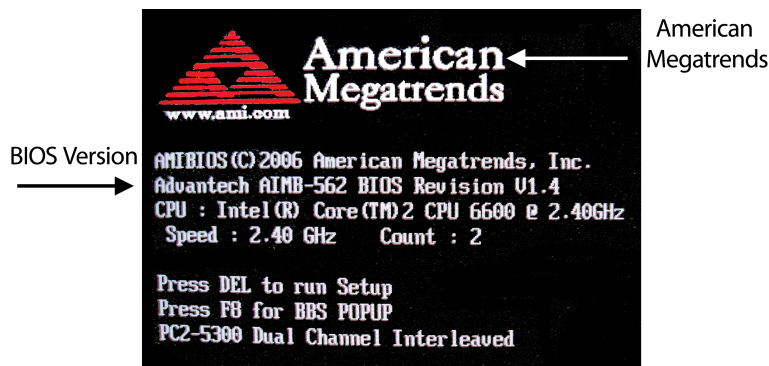 American
Megatrends
www.ami.com
American
Megatrends
BIOS Version
AMIBIOS(C)2006 American Megatrends, Inc.
Advantech AIMB-562 BIOS Revision V1.4
CPU : Intel(R) Core(TM)2 CPU 6600 @ 2.40GHz
Speed : 2.40 GHz Count : 2
Press DEL to run Setup
Press F8 for BBS POPUP
PC2-5300 Dual Channel Interleaved